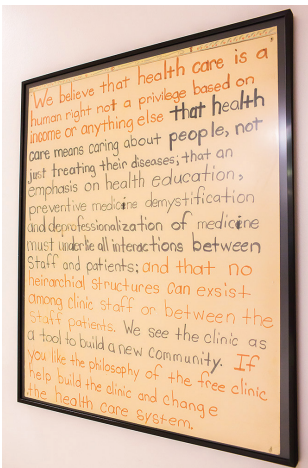 We believe that health care is a
human right not a privilege based on
income or anything else that health
care means caring about people, not
just treating their diseases; that an
emphasis on health education,
preventive medicine demystification
and deprofessionalization of medicine
must underlie all interactions between
Staff and patients; and that no
heirarchial structures can exsist
among clinic staff or between the
staff patients. We see the clinic as
a tool to build a new community. If
you like the philosophy of the free clinic
help build the clinic and change
the health care system.